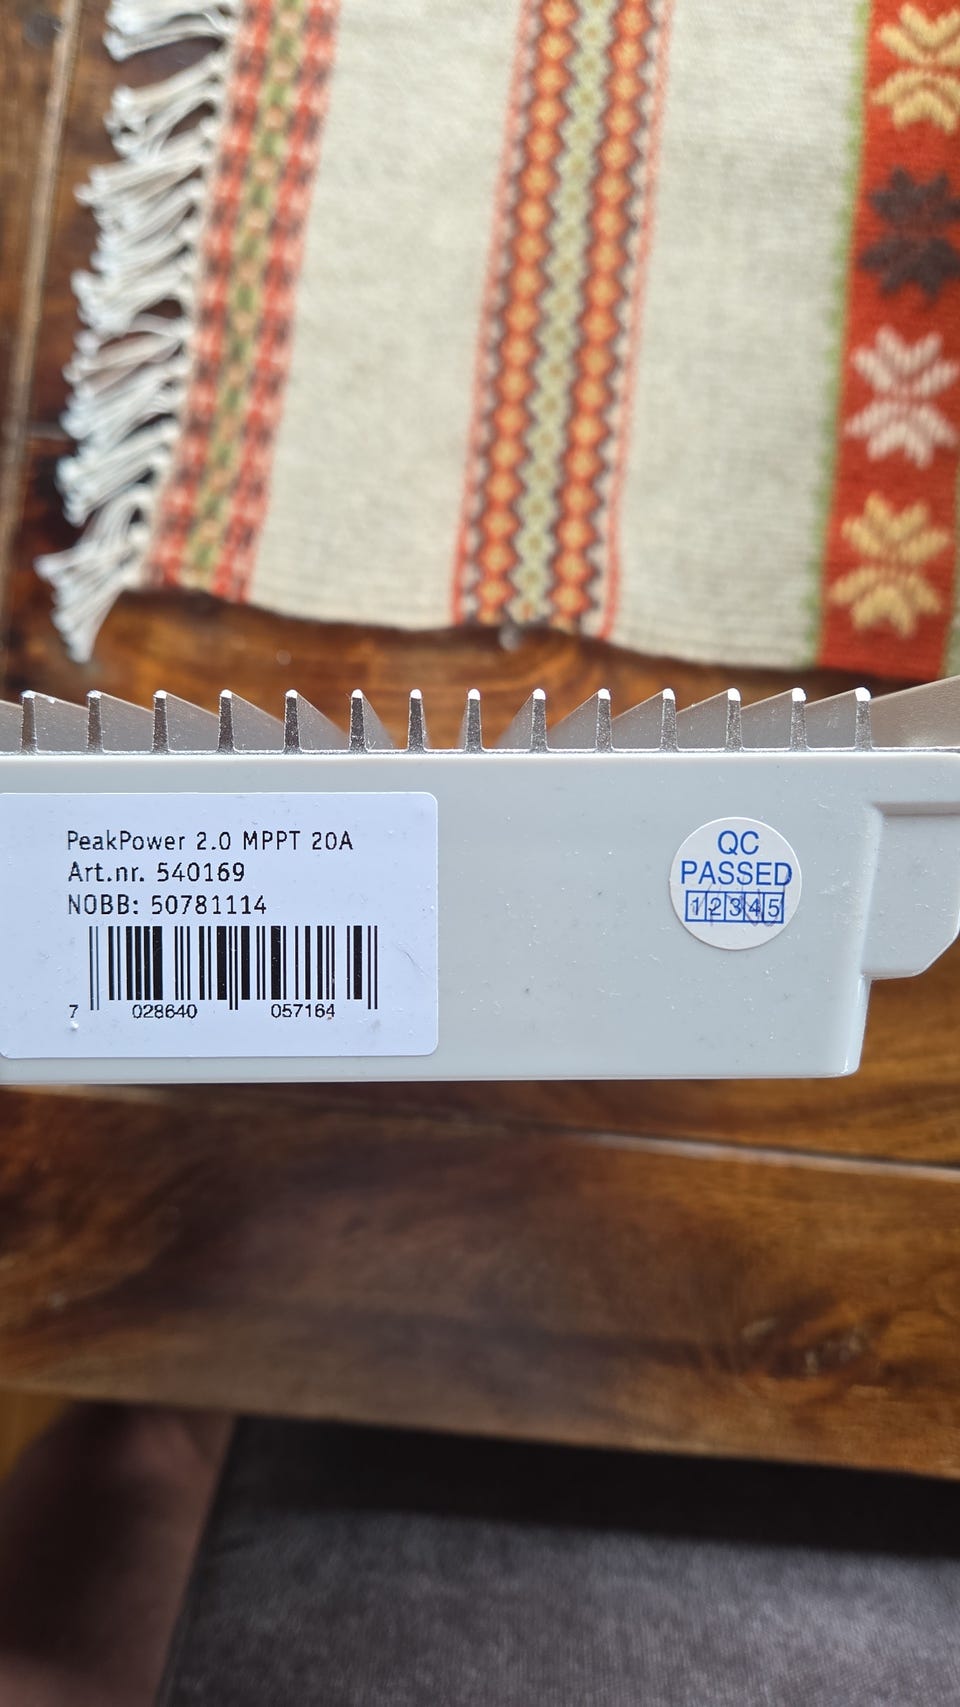 PeakPower 2.0 MPPT 20A
Art.nr. 540169
NOBB: 50781114
7 028640 057164
QC
PASSED
1 2 3 4 5